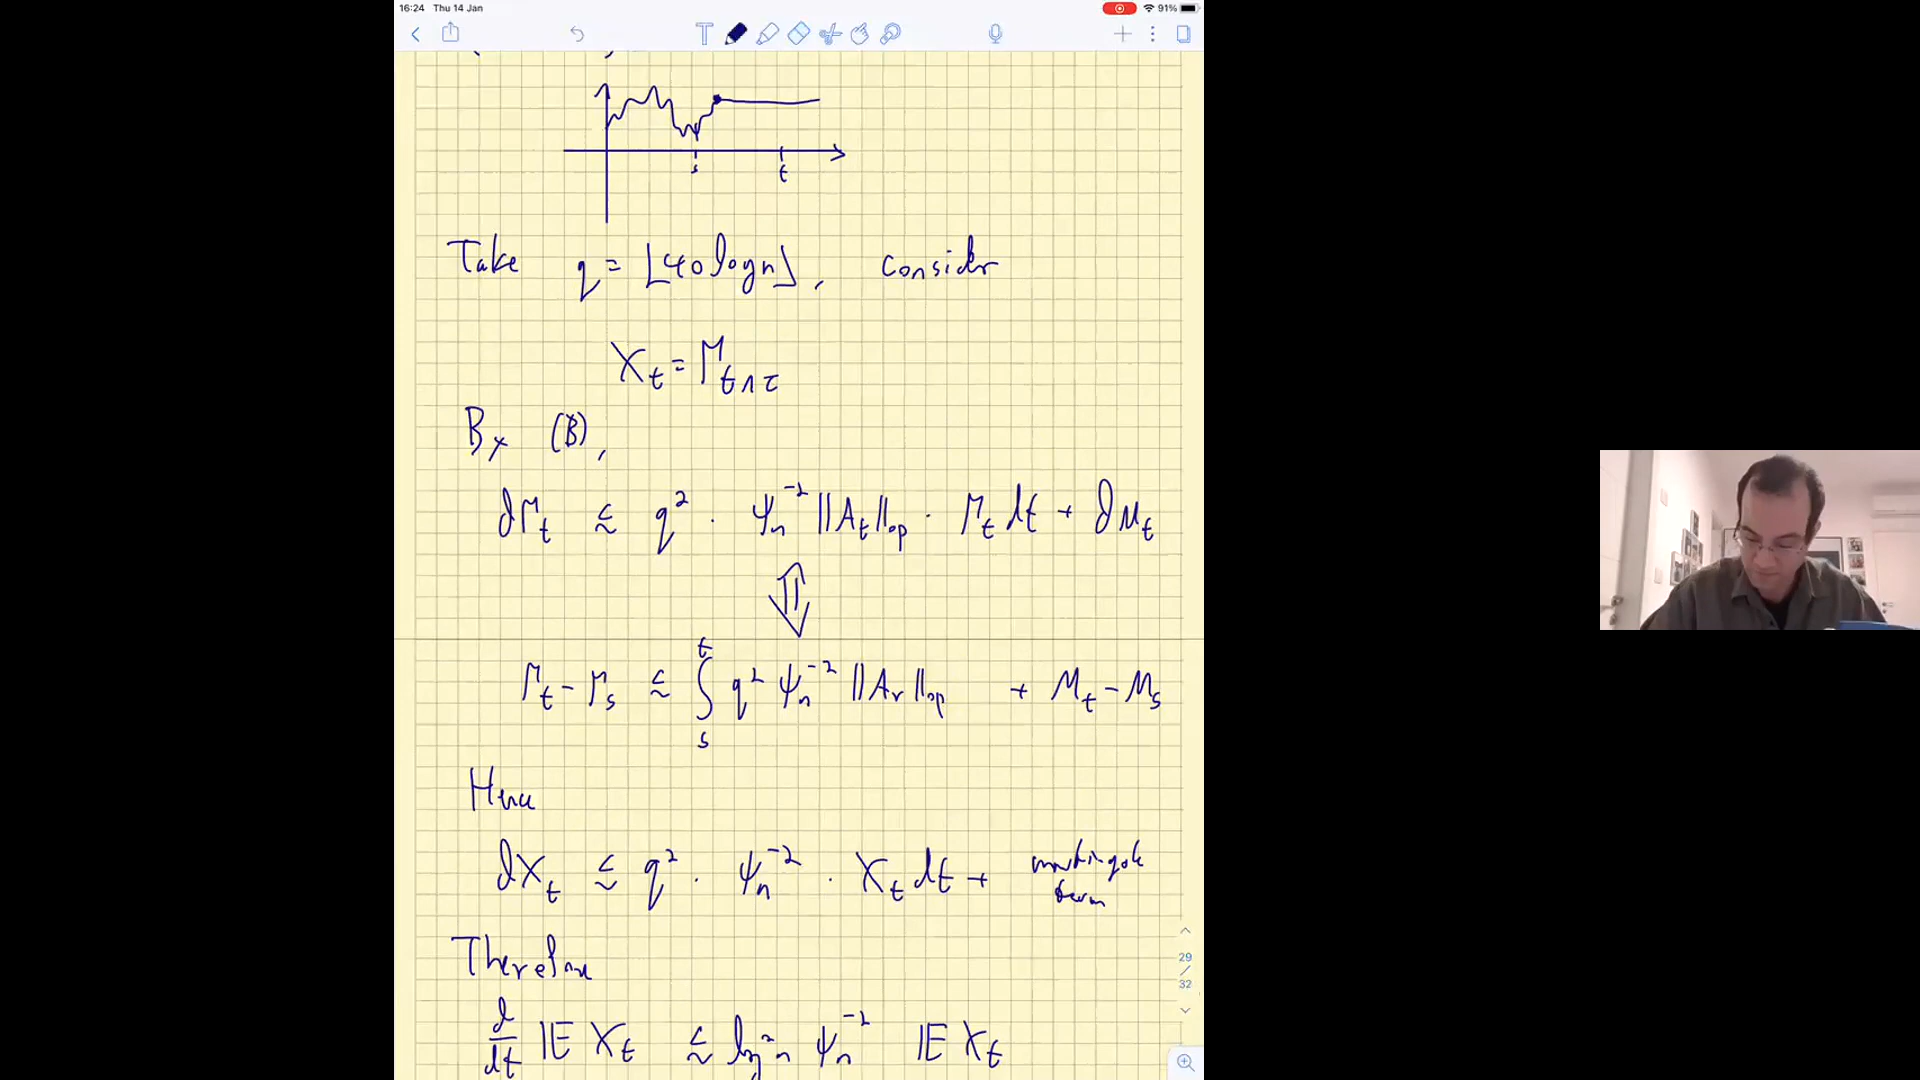 16:24 Thu 14 Jan 91%
s t
Take q = ⌊40 log n⌋, consider
X_t = Γ_{t∧τ}
By (B),
dΓ_t ≲ q² · ψ_n^{-2} ||A_t||_op · Γ_t dt + dM_t
⇕
Γ_t - Γ_s ≲ ∫_s^t q² ψ_n^{-2} ||A_r||_op + M_t - M_s
Hence
dX_t ≲ q² · ψ_n^{-2} · X_t dt + martingale term
Therefore
d/dt 𝔼 X_t ≲ log² n ψ_n^{-2} 𝔼 X_t
29
/
32